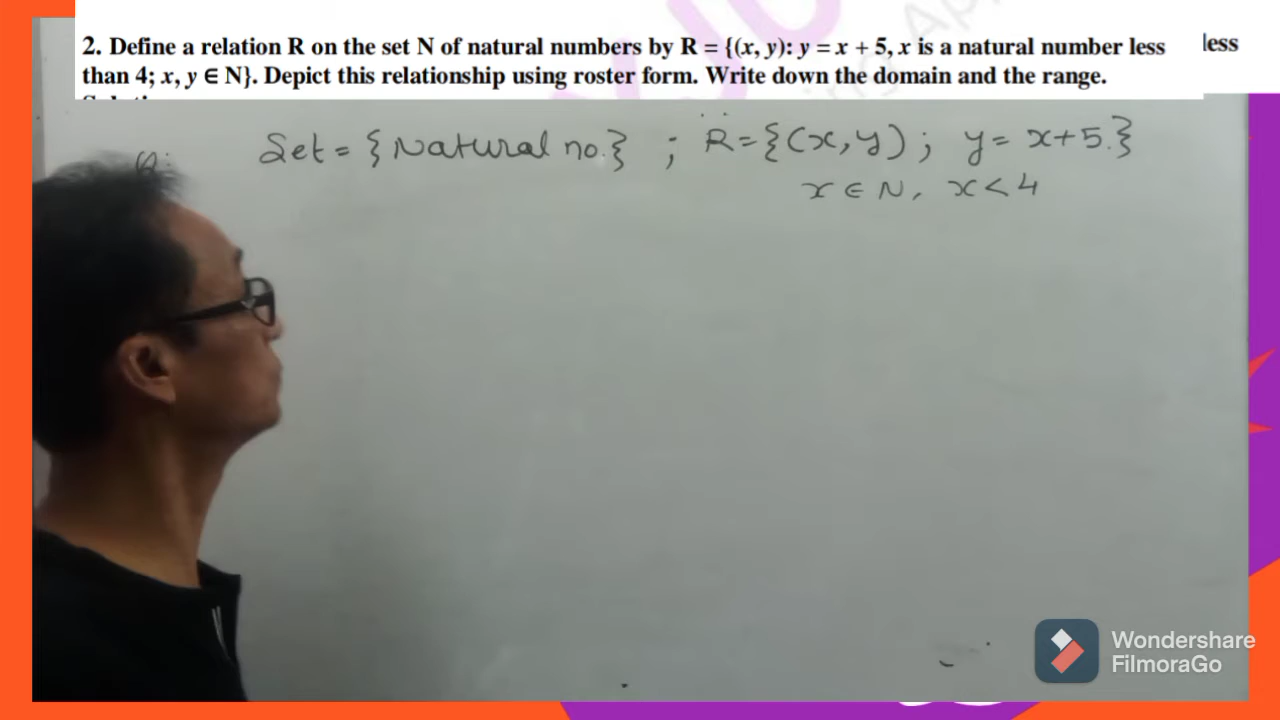 2. Define a relation R on the set N of natural numbers by R = {(x, y): y = x + 5, x is a natural number less
less
than 4; x, y ∈ N}. Depict this relationship using roster form. Write down the domain and the range.
Set = {Natural no.} ; R = {(x, y) ; y = x + 5.}
x ∈ N, x < 4
Wondershare
FilmoraGo